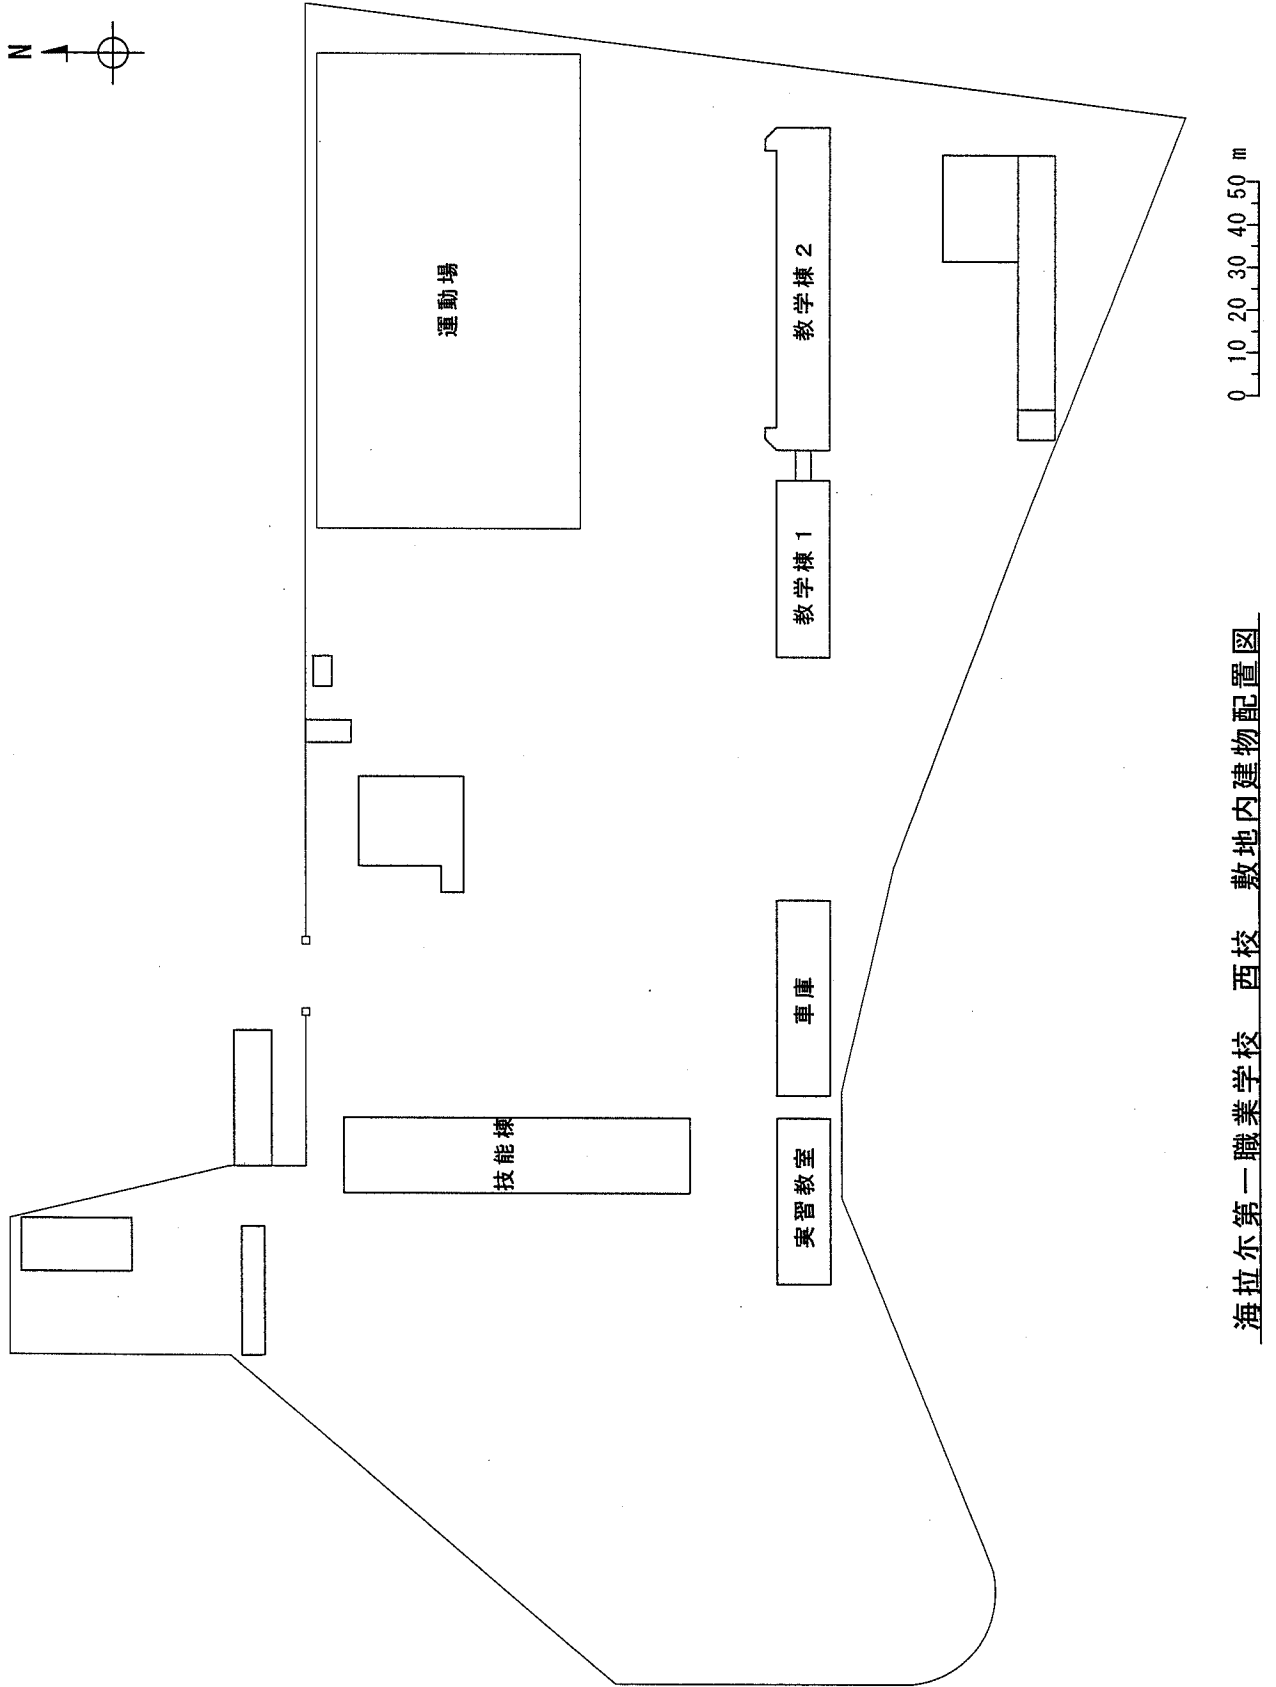 N
運動場
教学棟2
教学棟1
車庫
技能棟
実習教室
0 10 20 30 40 50 m
海拉尔第一職業学校 西校 敷地内建物配置図